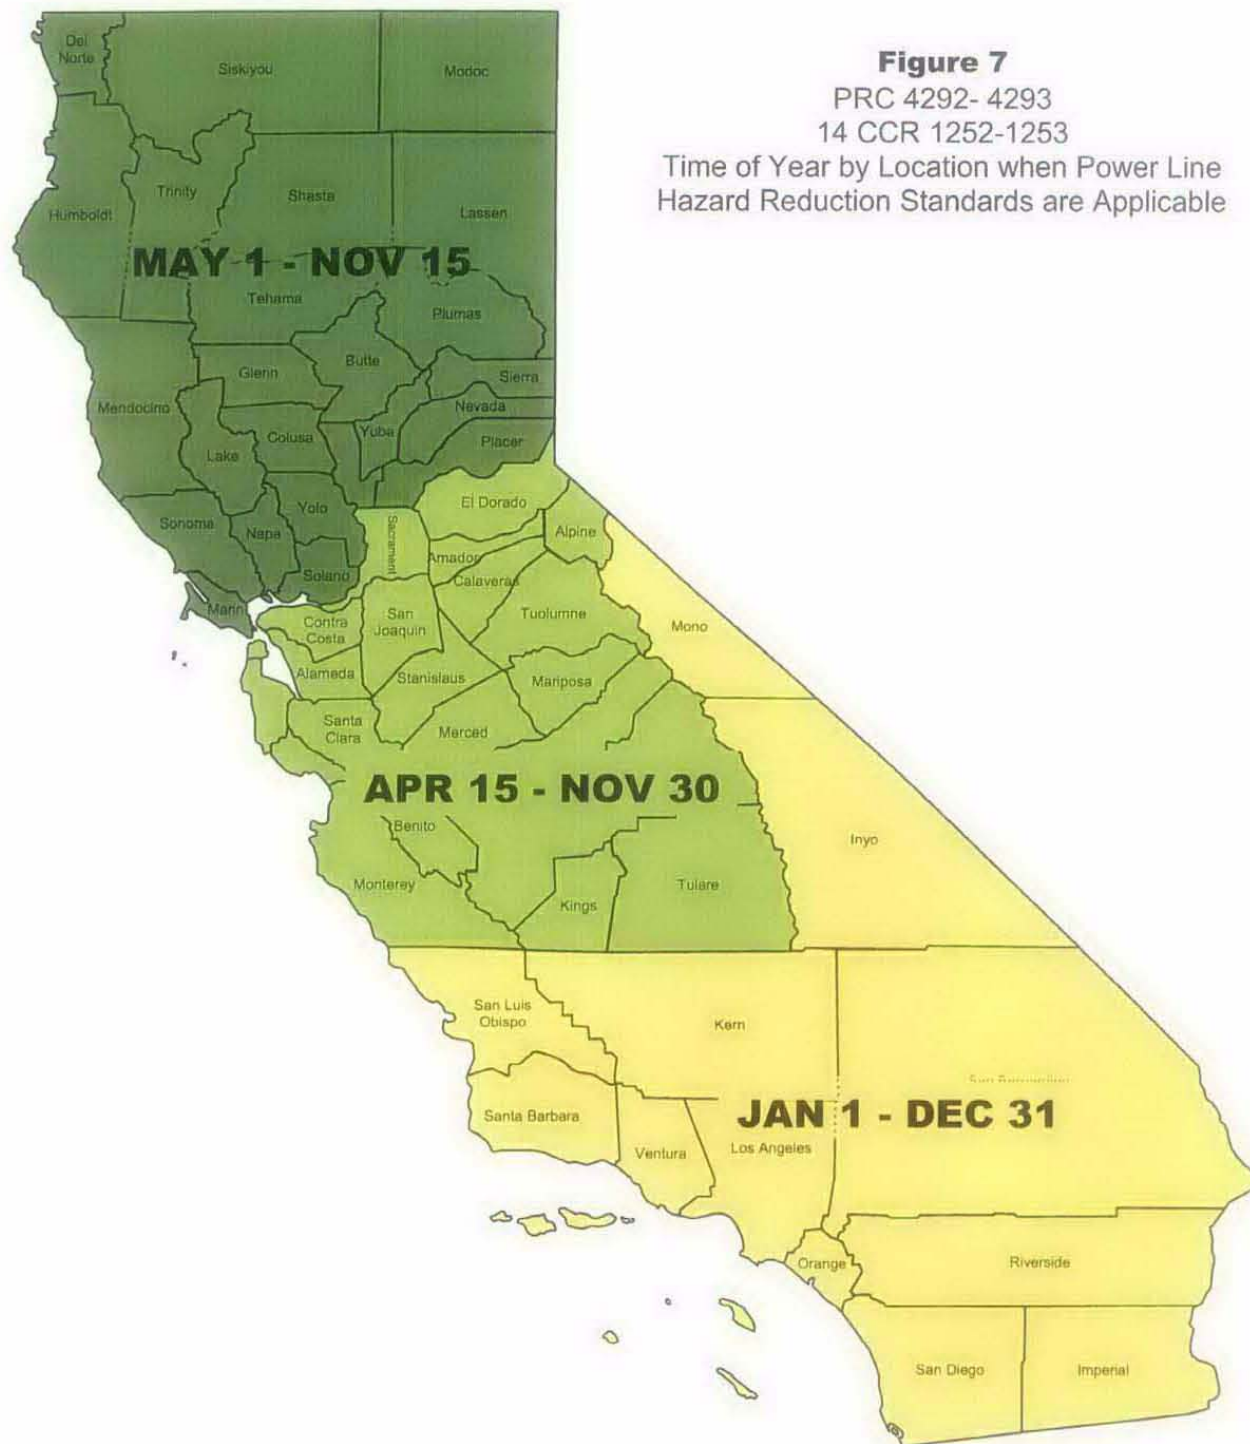 Figure 7
PRC 4292- 4293
14 CCR 1252-1253
Time of Year by Location when Power Line
Hazard Reduction Standards are Applicable
Del
Norte
Siskiyou
Modoc
Trinity
Shasta
Humboldt
Lassen
MAY 1 - NOV 15
Tehama
Plumas
Butte
Glenn
Sierra
Mendocino
Nevada
Colusa
Yuba
Placer
Lake
El Dorado
Yolo
Sonoma
Napa
Sacrament
Alpine
Amador
Solano
Calaveras
Marin
Contra
Costa
San
Joaquin
Tuolumne
Mono
Alameda
Stanislaus
Mariposa
Santa
Clara
Merced
APR 15 - NOV 30
Benito
Inyo
Monterey
Tulare
Kings
San Luis
Obispo
Kern
JAN 1 - DEC 31
Santa Barbara
Ventura
Los Angeles
Orange
Riverside
San Diego
Imperial